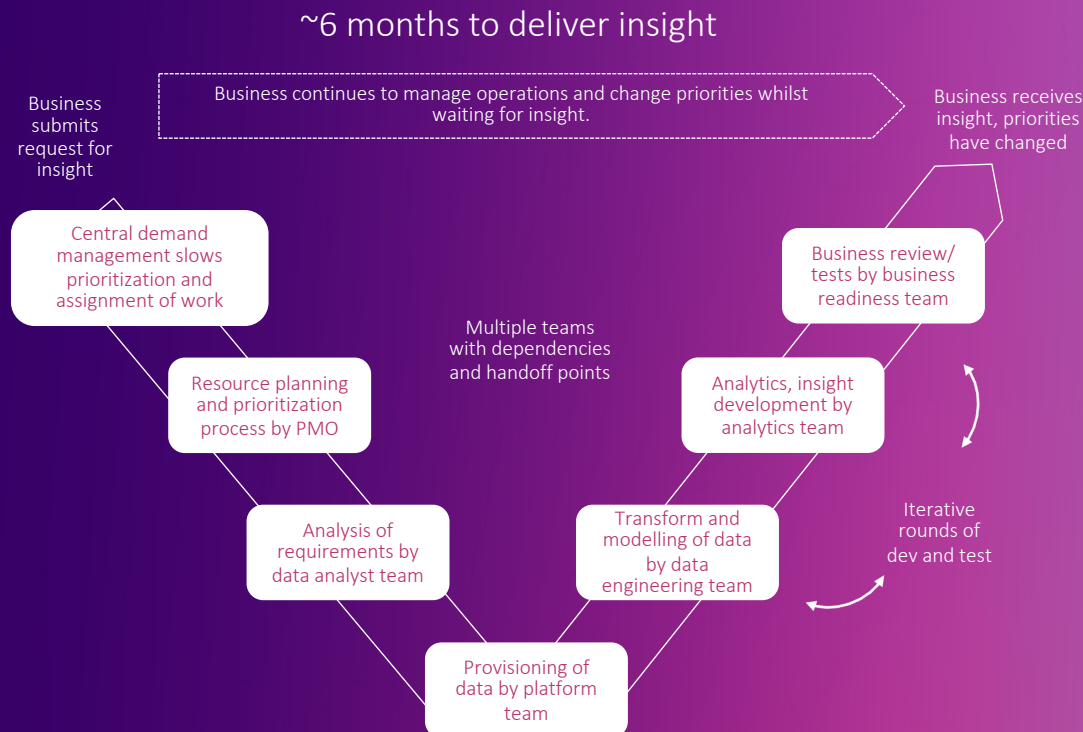 ~6 months to deliver insight
Business continues to manage operations and change priorities whilst
waiting for insight.
Business
submits
request for
insight
Business receives
insight, priorities
have changed
Central demand
management slows
prioritization and
assignment of work
Business review/
tests by business
readiness team
Multiple teams
with dependencies
and handoff points
Resource planning
and prioritization
process by PMO
Analytics, insight
development by
analytics team
Analysis of
requirements by
data analyst team
Transform and
modelling of data
by data
engineering team
Iterative
rounds of
dev and test
Provisioning of
data by platform
team